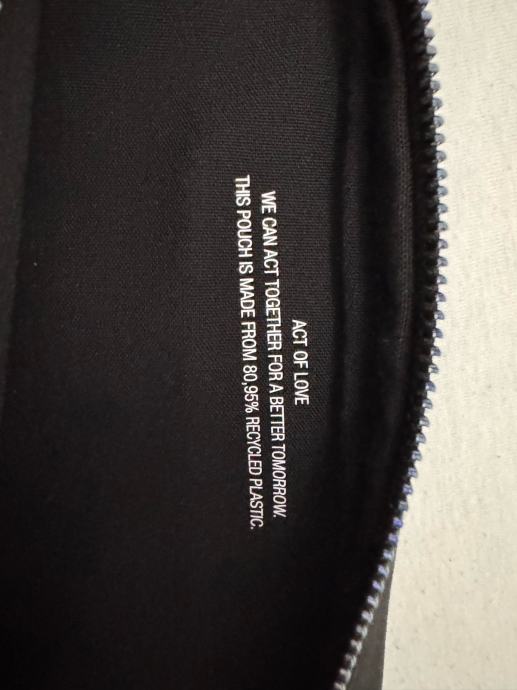 ACT OF LOVE
WE CAN ACT TOGETHER FOR A BETTER TOMORROW.
THIS POUCH IS MADE FROM 80,95% RECYCLED PLASTIC.